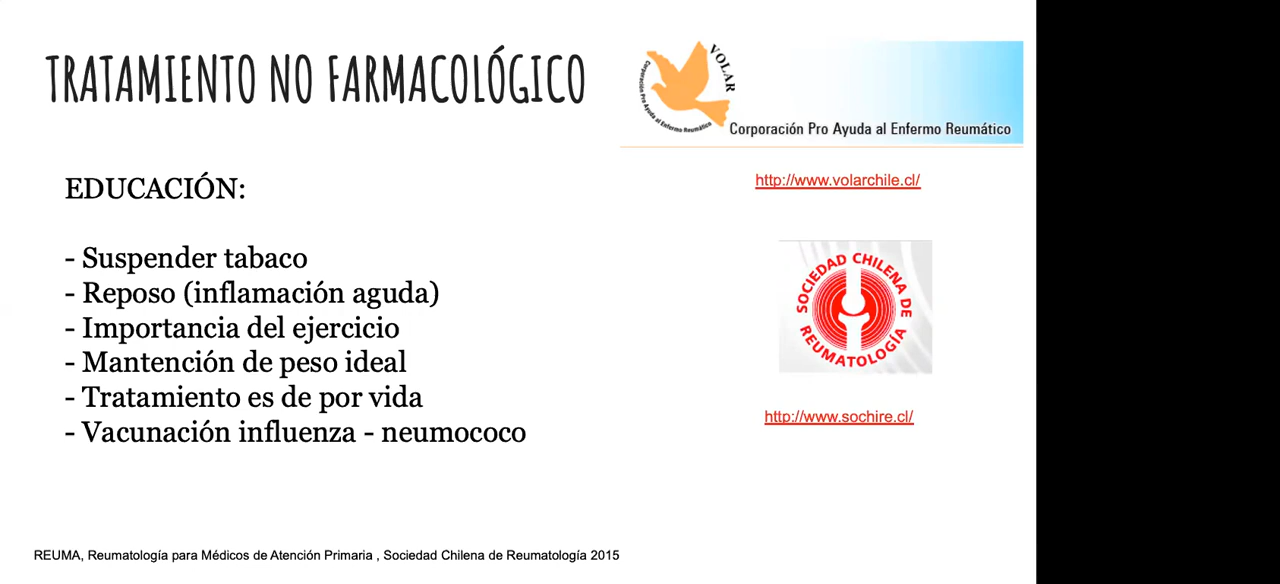 TRATAMIENTO NO FARMACOLÓGICO
VOLAR
Corporación Pro Ayuda al Enfermo Reumático
Corporación Pro Ayuda al Enfermo Reumático
http://www.volarchile.cl/
EDUCACIÓN:
- Suspender tabaco
- Reposo (inflamación aguda)
- Importancia del ejercicio
- Mantención de peso ideal
- Tratamiento es de por vida
- Vacunación influenza - neumococo
SOCIEDAD CHILENA DE
REUMATOLOGÍA
http://www.sochire.cl/
REUMA, Reumatología para Médicos de Atención Primaria , Sociedad Chilena de Reumatología 2015